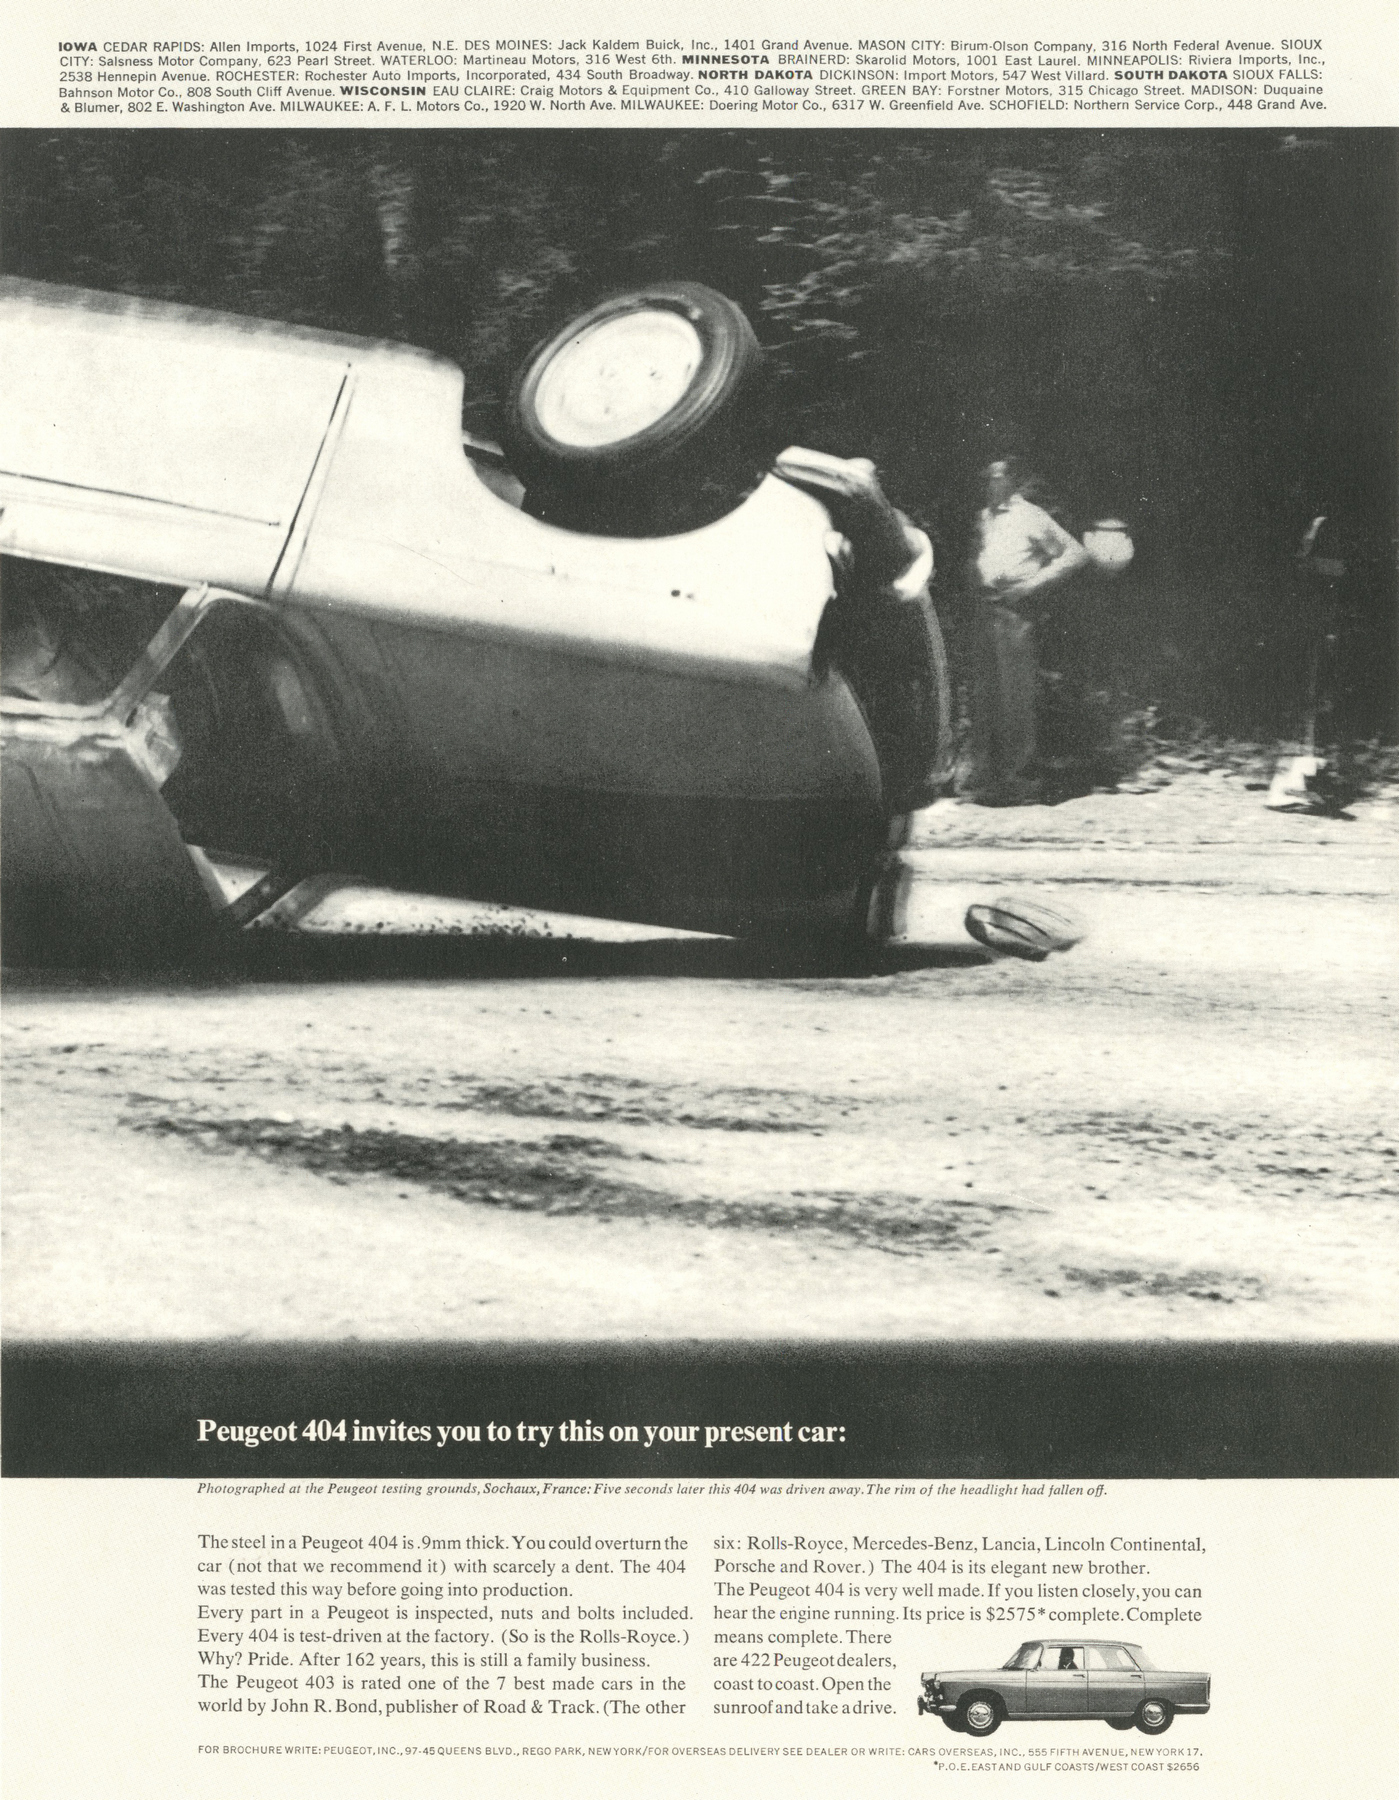 IOWA CEDAR RAPIDS: Allen Imports, 1024 First Avenue, N.E. DES MOINES: Jack Kaldem Buick, Inc., 1401 Grand Avenue. MASON CITY: Birum-Olson Company, 316 North Federal Avenue. SIOUX
CITY: Salsness Motor Company, 623 Pearl Street. WATERLOO: Martineau Motors, 316 West 6th. MINNESOTA BRAINERD: Skarolid Motors, 1001 East Laurel. MINNEAPOLIS: Riviera Imports, Inc.,
2538 Hennepin Avenue. ROCHESTER: Rochester Auto Imports, Incorporated, 434 South Broadway. NORTH DAKOTA DICKINSON: Import Motors, 547 West Villard. SOUTH DAKOTA SIOUX FALLS:
Bahnson Motor Co., 808 South Cliff Avenue. WISCONSIN EAU CLAIRE: Craig Motors & Equipment Co., 410 Galloway Street. GREEN BAY: Forstner Motors, 315 Chicago Street. MADISON: Duquaine
& Blumer, 802 E. Washington Ave. MILWAUKEE: A. F. L. Motors Co., 1920 W. North Ave. MILWAUKEE: Doering Motor Co., 6317 W. Greenfield Ave. SCHOFIELD: Northern Service Corp., 448 Grand Ave.
Peugeot 404 invites you to try this on your present car:
Photographed at the Peugeot testing grounds, Sochaux, France: Five seconds later this 404 was driven away. The rim of the headlight had fallen off.
The steel in a Peugeot 404 is .9mm thick. You could overturn the
car (not that we recommend it) with scarcely a dent. The 404
was tested this way before going into production.
Every part in a Peugeot is inspected, nuts and bolts included.
Every 404 is test-driven at the factory. (So is the Rolls-Royce.)
Why? Pride. After 162 years, this is still a family business.
The Peugeot 403 is rated one of the 7 best made cars in the
world by John R. Bond, publisher of Road & Track. (The other
six: Rolls-Royce, Mercedes-Benz, Lancia, Lincoln Continental,
Porsche and Rover.) The 404 is its elegant new brother.
The Peugeot 404 is very well made. If you listen closely, you can
hear the engine running. Its price is $2575* complete. Complete
means complete. There
are 422 Peugeot dealers,
coast to coast. Open the
sunroof and take a drive.
FOR BROCHURE WRITE: PEUGEOT, INC., 97-45 QUEENS BLVD., REGO PARK, NEW YORK/FOR OVERSEAS DELIVERY SEE DEALER OR WRITE: CARS OVERSEAS, INC., 555 FIFTH AVENUE, NEW YORK 17.
*P.O.E. EAST AND GULF COASTS/WEST COAST $2656